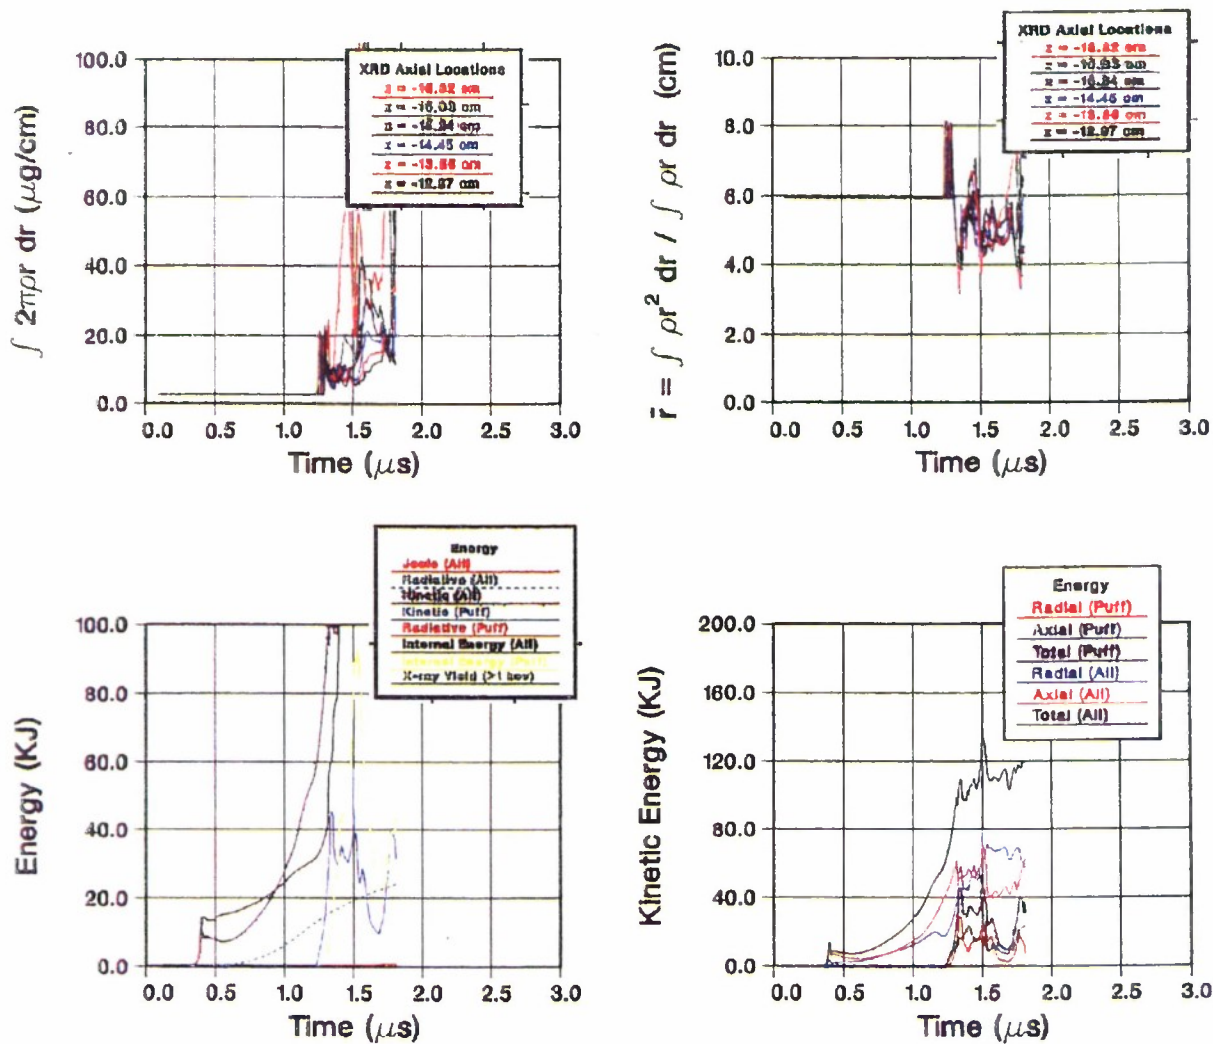 ∫ 2πρr dr (μg/cm)
100.0
80.0
60.0
40.0
20.0
0.0
0.0 0.5 1.0 1.5 2.0 2.5 3.0
Time (μs)
XRD Axial Locations
z = -14.45 cm
z = -12.97 cm
r̄ = ∫ ρr² dr / ∫ ρr dr (cm)
10.0
8.0
6.0
4.0
2.0
0.0
0.0 0.5 1.0 1.5 2.0 2.5 3.0
Time (μs)
XRD Axial Locations
z = -14.45 cm
z = -12.97 cm
Energy (KJ)
100.0
80.0
60.0
40.0
20.0
0.0
0.0 0.5 1.0 1.5 2.0 2.5 3.0
Time (μs)
Energy
Joule (All)
Radiative (All)
Kinetic (All)
Kinetic (Puff)
Radiative (Puff)
Internal Energy (All)
Internal Energy (Puff)
X-ray Yield (>1 kev)
Kinetic Energy (KJ)
200.0
160.0
120.0
80.0
40.0
0.0
0.0 0.5 1.0 1.5 2.0 2.5 3.0
Time (μs)
Energy
Radial (Puff)
Axial (Puff)
Total (Puff)
Radial (All)
Axial (All)
Total (All)